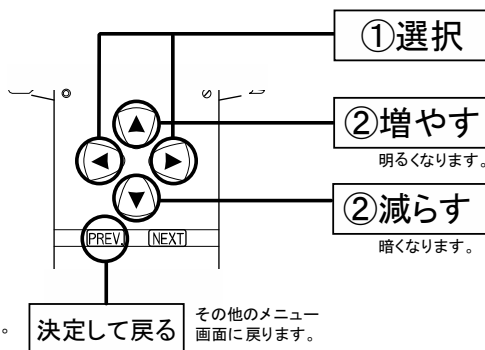 ①選択
②増やす
明るくなります。
②減らす
暗くなります。
PREV.
NEXT
。
決定して戻る
その他のメニュー
画面に戻ります。